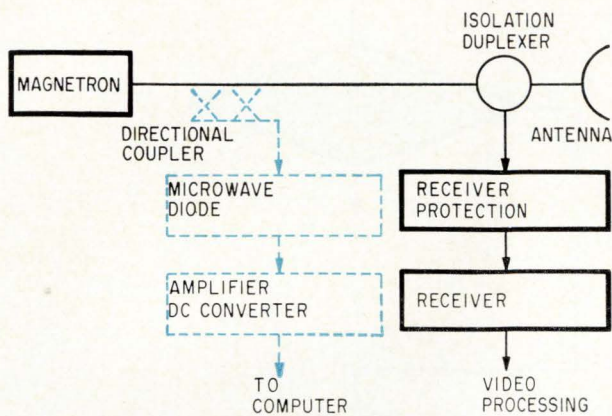 ISOLATION
DUPLEXER
MAGNETRON
DIRECTIONAL
COUPLER
ANTENNA
MICROWAVE
DIODE
RECEIVER
PROTECTION
AMPLIFIER
DC CONVERTER
RECEIVER
TO
COMPUTER
VIDEO
PROCESSING